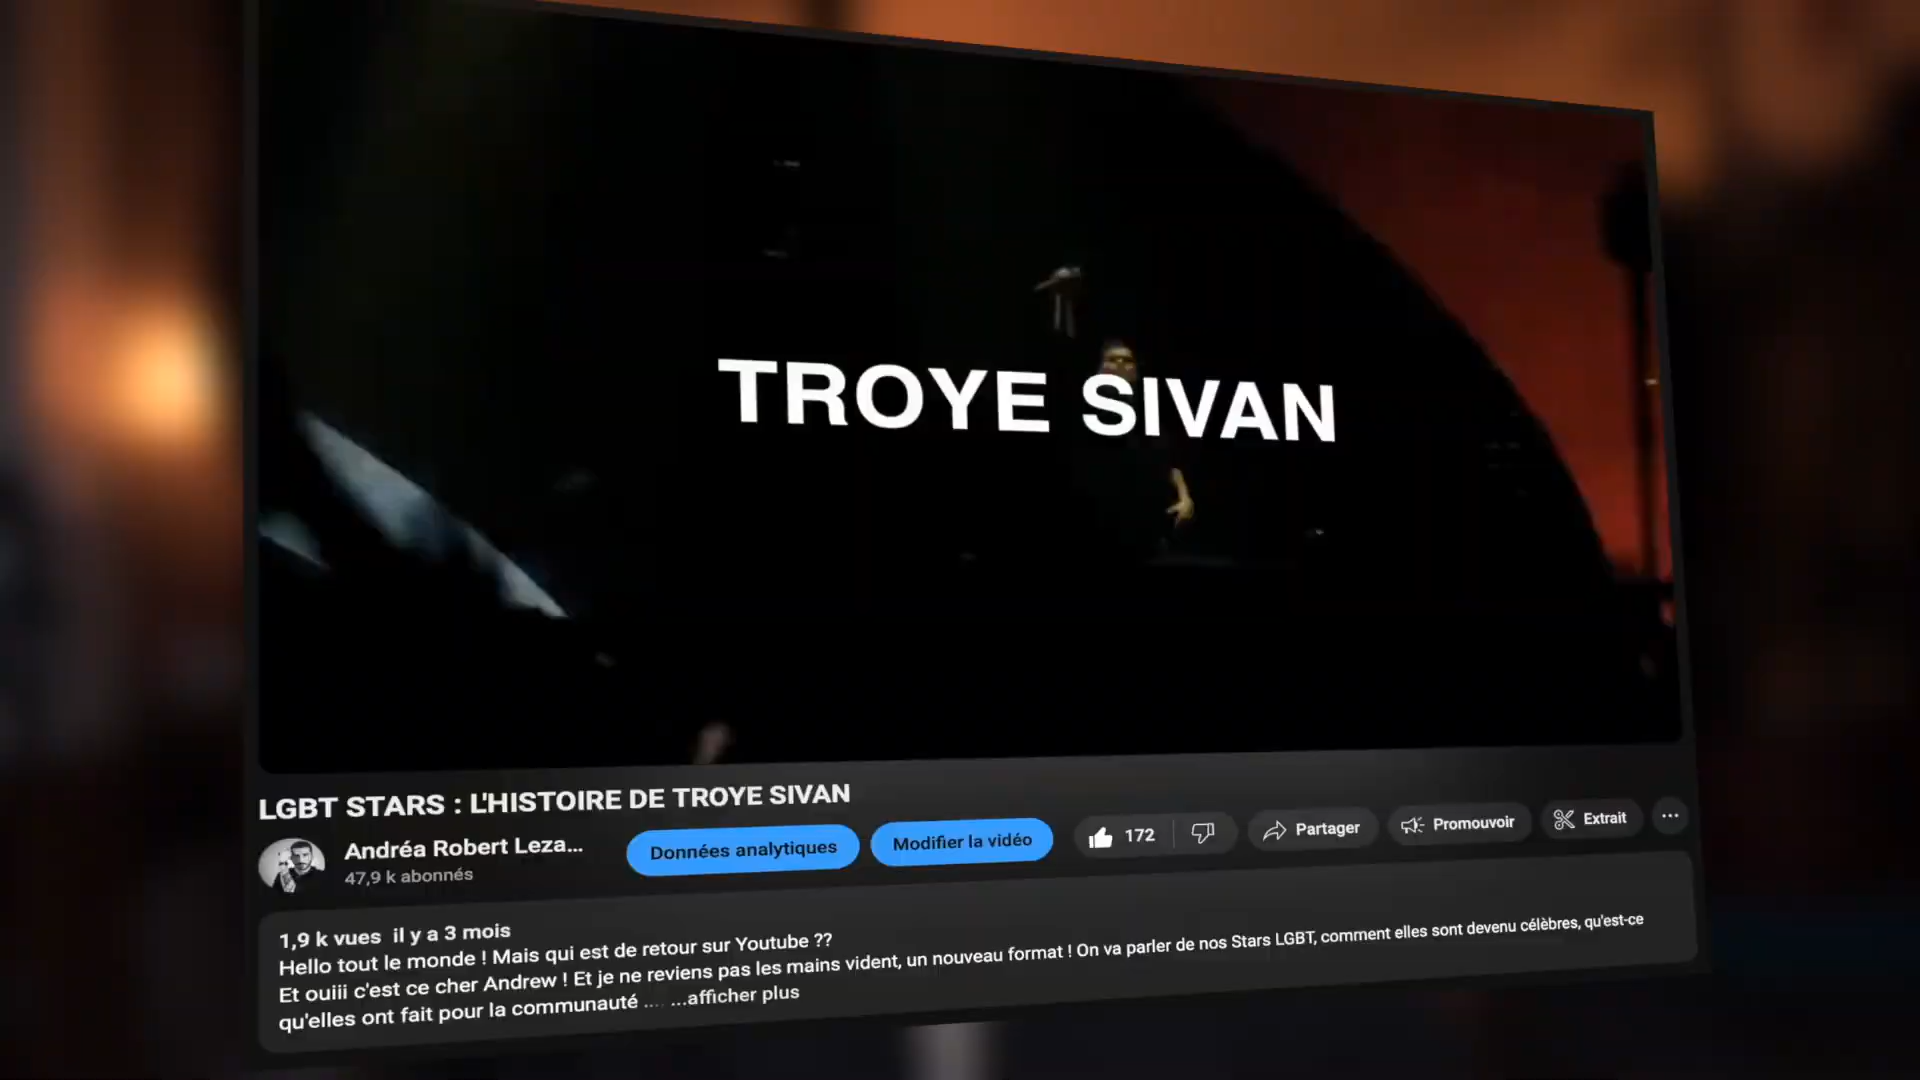 TROYE SIVAN
LGBT STARS : L'HISTOIRE DE TROYE SIVAN
Andréa Robert Leza...
47,9 k abonnés
Données analytiques
Modifier la vidéo
172
Partager
Promouvoir
Extrait
1,9 k vues il y a 3 mois
Hello tout le monde ! Mais qui est de retour sur Youtube ??
Et ouiii c'est ce cher Andrew ! Et je ne reviens pas les mains vident, un nouveau format ! On va parler de nos Stars LGBT, comment elles sont devenu célèbres, qu'est-ce
qu'elles ont fait pour la communauté .... ...afficher plus